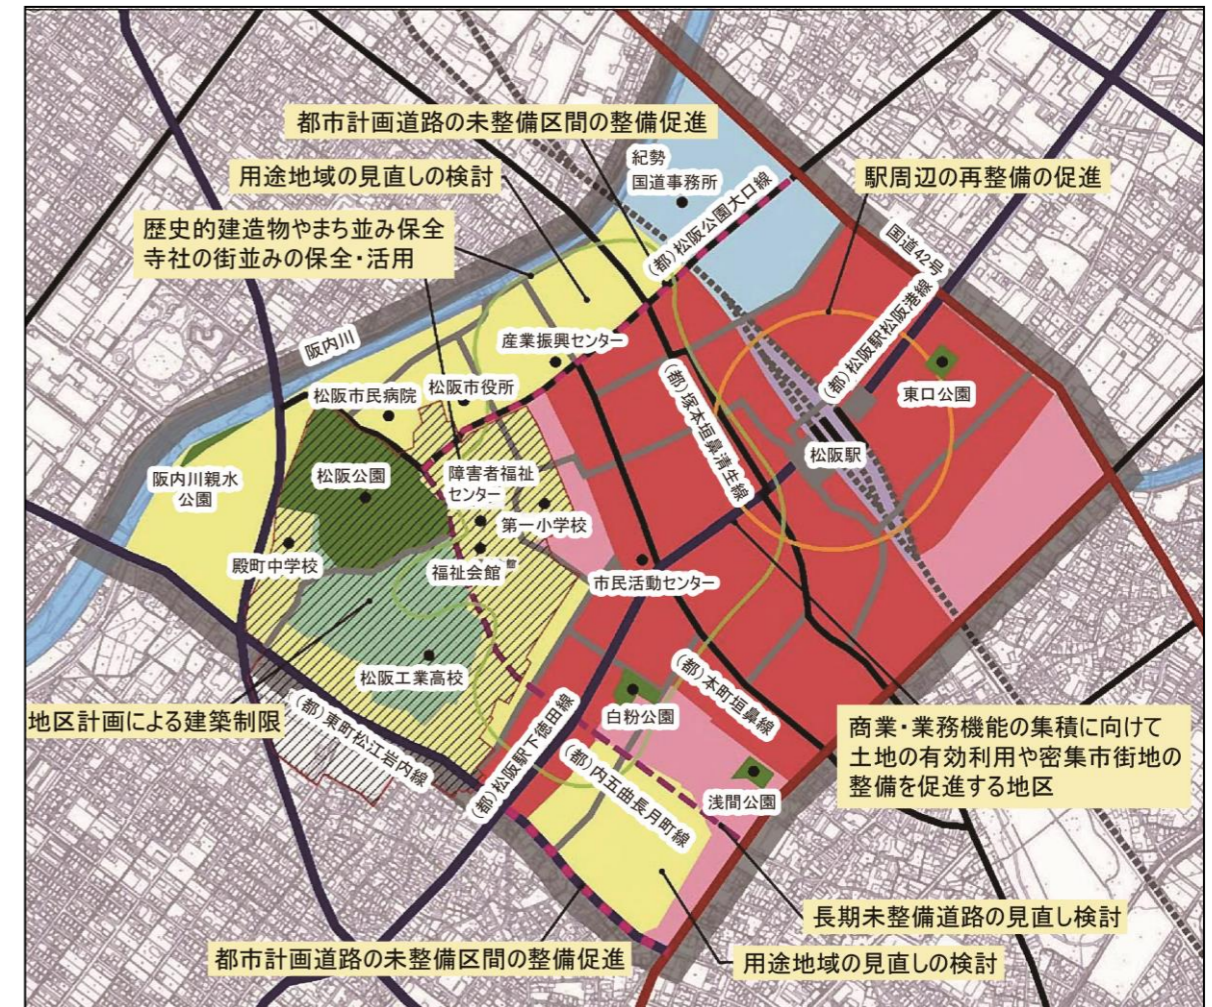 都市計画道路の未整備区間の整備促進
紀勢
国道事務所
用途地域の見直しの検討
駅周辺の再整備の促進
歴史的建造物やまち並み保全
寺社の街並みの保全・活用
(都)松阪公園大口線
国道42号
阪内川
産業振興センター
(都)松阪駅松阪港線
松阪市民病院
松阪市役所
(都)塚本垣鼻清生線
東口公園
松阪駅
阪内川親水
公園
松阪公園
障害者福祉
センター
第一小学校
殿町中学校
福祉会館
館
市民活動センター
松阪工業高校
(都)本町垣鼻線
白粉公園
地区計画による建築制限
(都)東町松江岩内線
(都)松阪駅下徳田線
(都)内五曲長月町線
浅間公園
商業・業務機能の集積に向けて
土地の有効利用や密集市街地の
整備を促進する地区
長期未整備道路の見直し検討
都市計画道路の未整備区間の整備促進
用途地域の見直しの検討